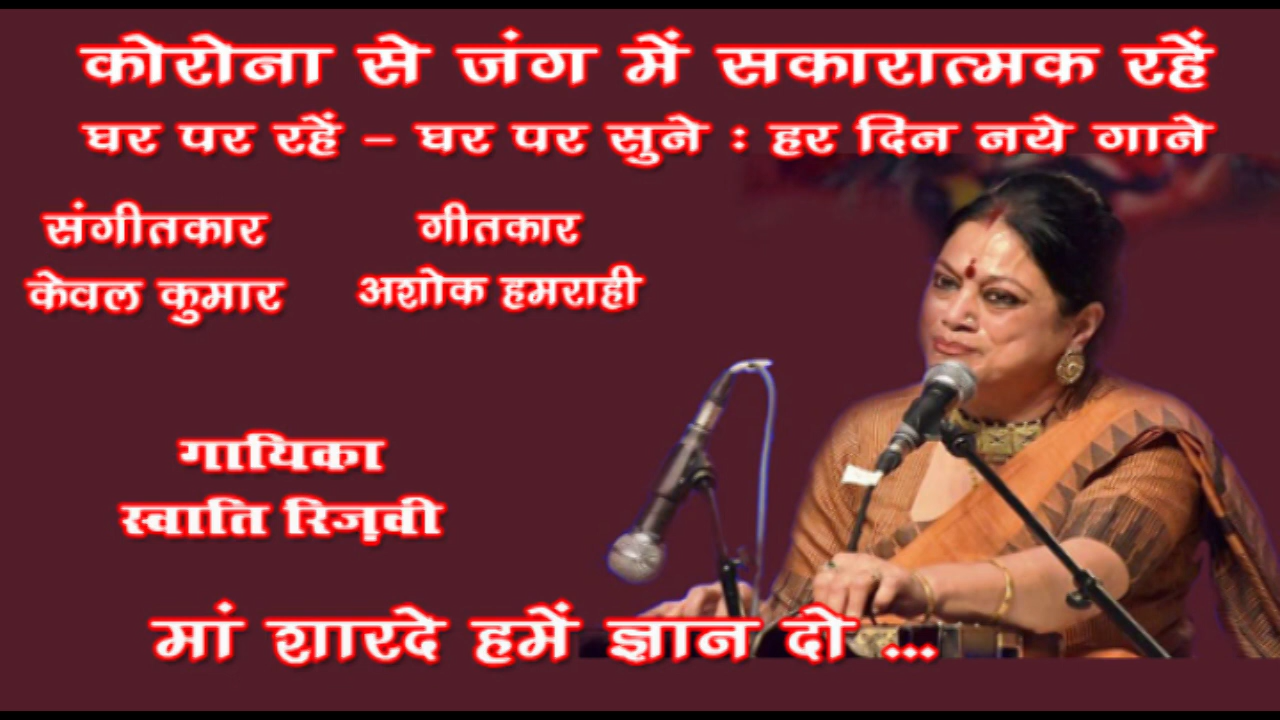 कोरोना से जंग में सकारात्मक रहें
घर पर रहें - घर पर सुने : हर दिन नये गाने
संगीतकार
केवल कुमार
गीतकार
अशोक हमराही
गायिका
स्वाति रिज़वी
मां शारदे हमें ज्ञान दो ...